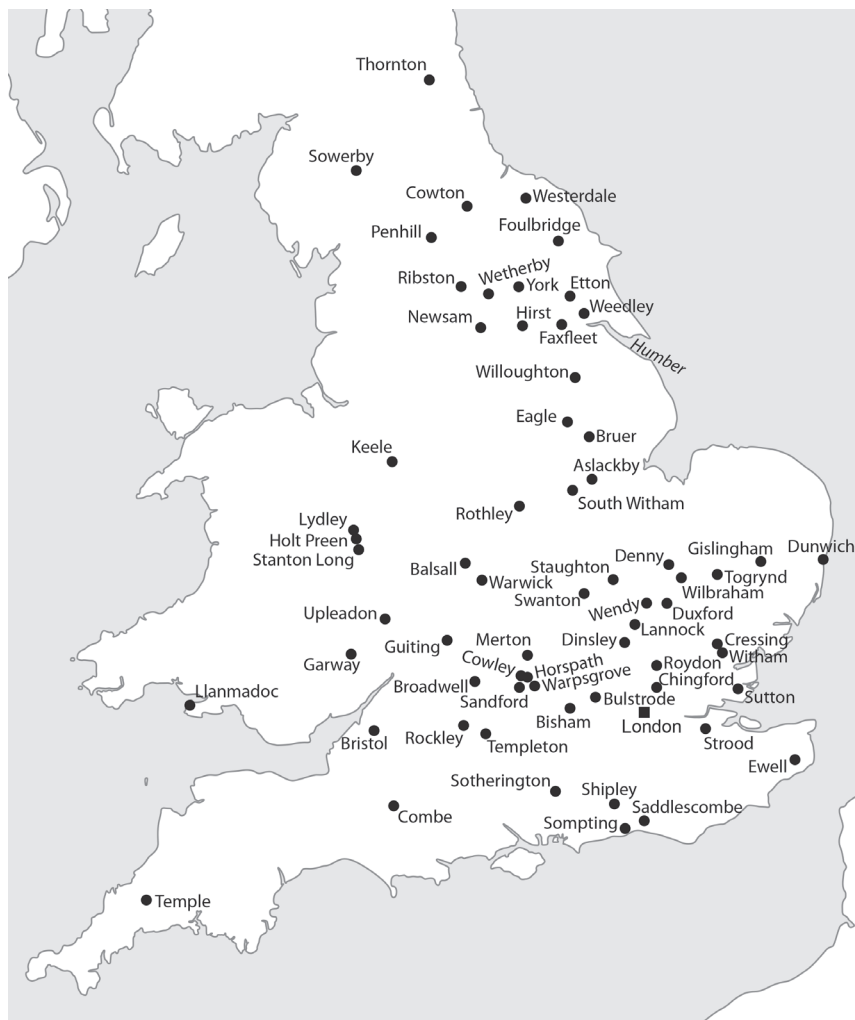 Thornton
Sowerby
Cowton
Westerdale
Penhill
Foulbridge
Ribston
Wetherby
York
Etton
Weedley
Newsam
Hirst
Faxfleet
Humber
Willoughton
Eagle
Bruer
Keele
Aslackby
South Witham
Rothley
Lydley
Holt Preen
Stanton Long
Balsall
Warwick
Staughton
Swanton
Denny
Gislingham
Dunwich
Togrynd
Wilbraham
Wendy
Duxford
Upleadon
Lannock
Guiting
Merton
Dinsley
Cressing
Witham
Garway
Cowley
Horspath
Warpsgrove
Roydon
Chingford
Broadwell
Sandford
Bulstrode
Sutton
Llanmadoc
Bisham
London
Bristol
Rockley
Templeton
Strood
Ewell
Sotherington
Shipley
Saddlescombe
Combe
Sompting
Temple